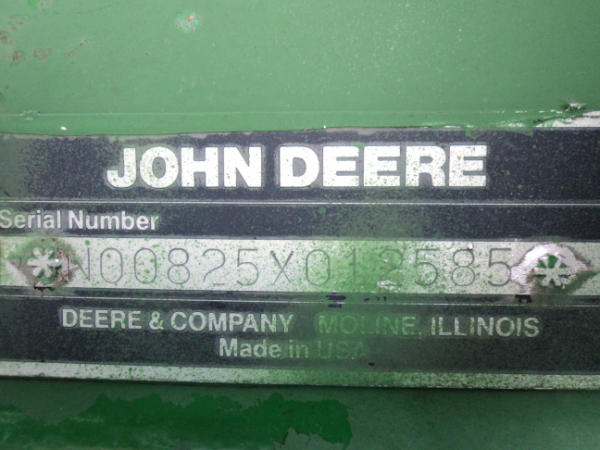 JOHN DEERE
Serial Number
N00825X012585
DEERE & COMPANY MOLINE, ILLINOIS
Made in USA